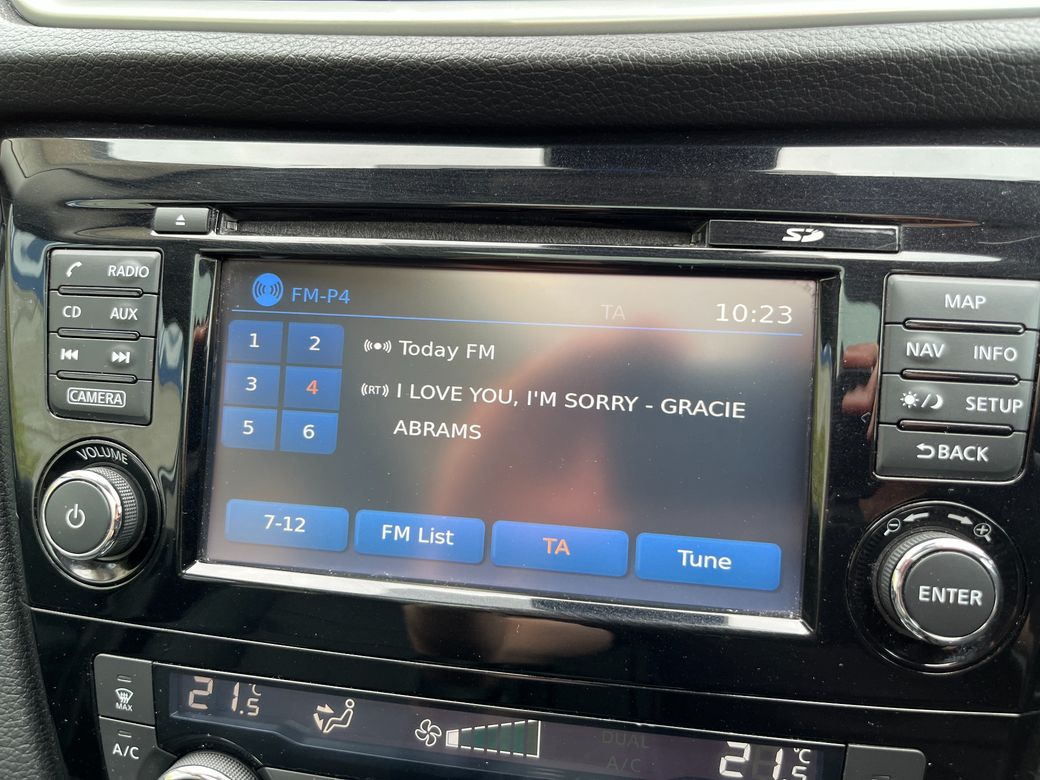 SD
RADIO
CD AUX
CAMERA
VOLUME
FM-P4
TA
10:23
1 2
3 4
5 6
Today FM
(RT) I LOVE YOU, I'M SORRY - GRACIE
ABRAMS
7-12
FM List
TA
Tune
MAP
NAV INFO
SETUP
BACK
ENTER
MAX
A/C
21.5°C
DUAL
A/C
21.5°C